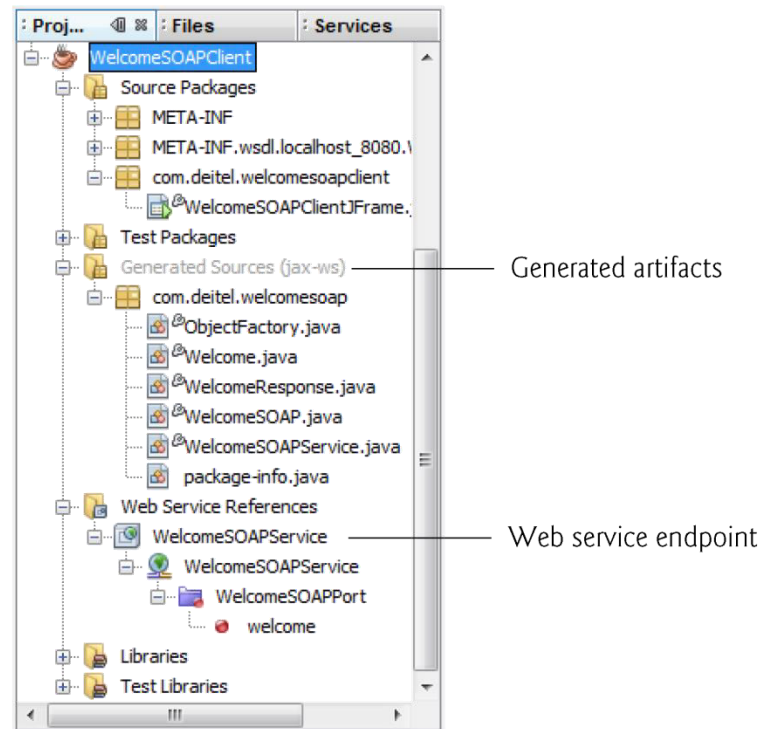 Proj... Files Services
WelcomeSOAPClient
Source Packages
META-INF
META-INF.wsdl.localhost_8080.\
com.deitel.welcomesoapclient
WelcomeSOAPClientJFrame.
Test Packages
Generated Sources (jax-ws) Generated artifacts
com.deitel.welcomesoap
ObjectFactory.java
Welcome.java
WelcomeResponse.java
WelcomeSOAP.java
WelcomeSOAPService.java
package-info.java
Web Service References
WelcomeSOAPService Web service endpoint
WelcomeSOAPService
WelcomeSOAPPort
welcome
Libraries
Test Libraries